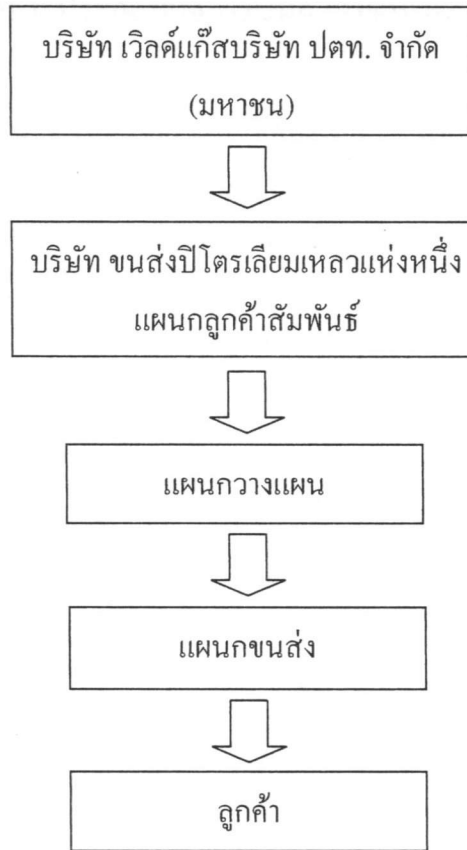 บริษัท เวิลด์แก๊สบริษัท ปตท. จำกัด
(มหาชน)
บริษัท ขนส่งปิโตรเลียมเหลวแห่งหนึ่ง
แผนกลูกค้าสัมพันธ์
แผนกวางแผน
แผนกขนส่ง
ลูกค้า